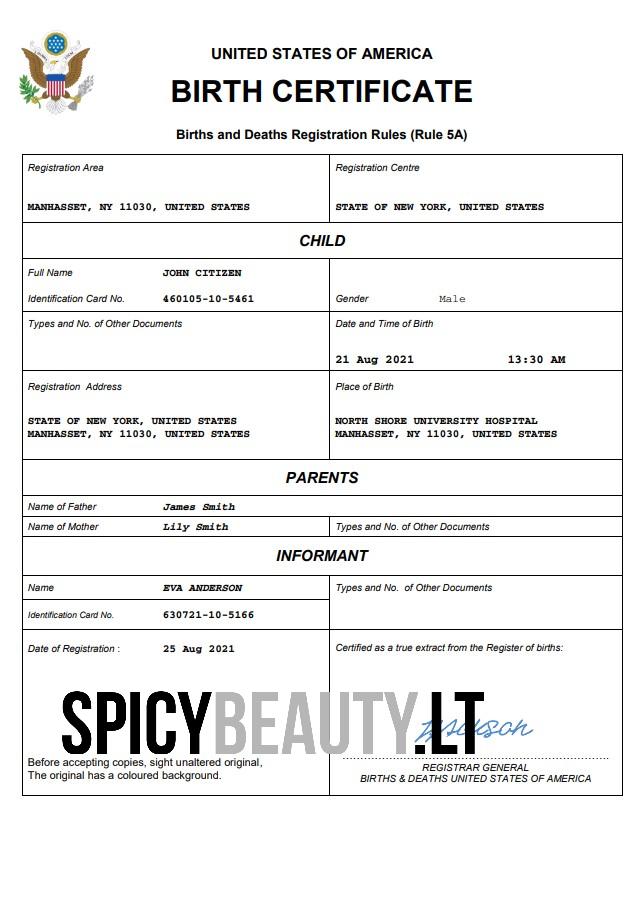 UNITED STATES OF AMERICA
BIRTH CERTIFICATE
Births and Deaths Registration Rules (Rule 5A)
Registration Area
MANHASSET, NY 11030, UNITED STATES
Registration Centre
STATE OF NEW YORK, UNITED STATES
CHILD
Full Name JOHN CITIZEN
Identification Card No. 460105-10-5461
Gender Male
Types and No. of Other Documents
Date and Time of Birth
21 Aug 2021 13:30 AM
Registration Address
STATE OF NEW YORK, UNITED STATES
MANHASSET, NY 11030, UNITED STATES
Place of Birth
NORTH SHORE UNIVERSITY HOSPITAL
MANHASSET, NY 11030, UNITED STATES
PARENTS
Name of Father James Smith
Name of Mother Lily Smith
Types and No. of Other Documents
INFORMANT
Name EVA ANDERSON
Types and No. of Other Documents
Identification Card No. 630721-10-5166
Date of Registration : 25 Aug 2021
Certified as a true extract from the Register of births:
SPICYBEAUTY.LT
Before accepting copies, sight unaltered original,
The original has a coloured background.
REGISTRAR GENERAL
BIRTHS & DEATHS UNITED STATES OF AMERICA